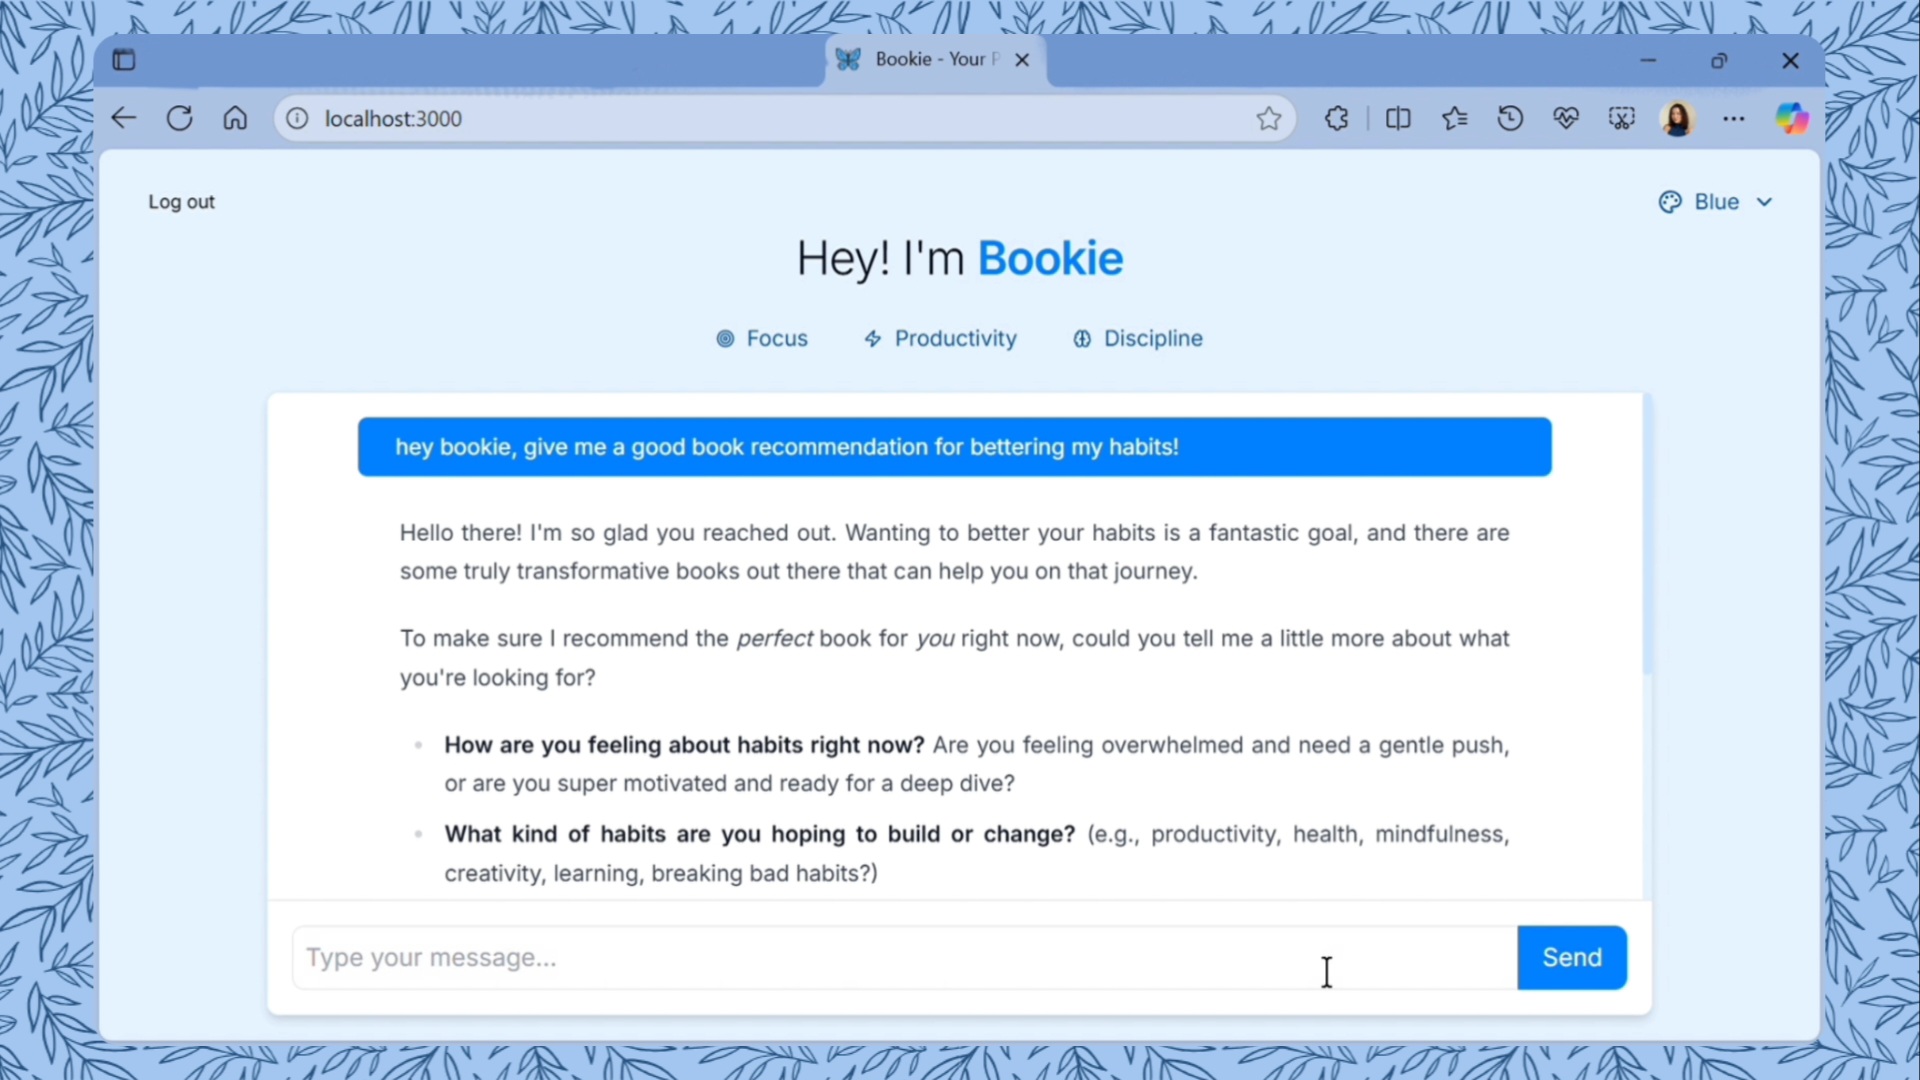 Bookie - Your P
localhost:3000
Log out
Blue
Hey! I'm Bookie
Focus
Productivity
Discipline
hey bookie, give me a good book recommendation for bettering my habits!
Hello there! I'm so glad you reached out. Wanting to better your habits is a fantastic goal, and there are
some truly transformative books out there that can help you on that journey.
To make sure I recommend the perfect book for you right now, could you tell me a little more about what
you're looking for?
How are you feeling about habits right now? Are you feeling overwhelmed and need a gentle push,
or are you super motivated and ready for a deep dive?
What kind of habits are you hoping to build or change? (e.g., productivity, health, mindfulness,
creativity, learning, breaking bad habits?)
Type your message...
Send